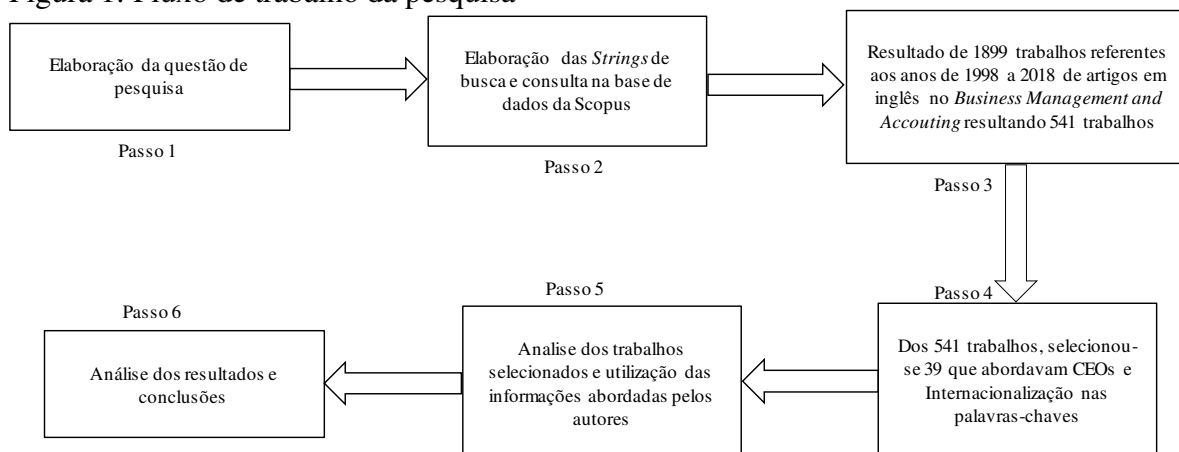 Figura 1: Fluxo de trabalho da pesquisa
Elaboração da questão de
pesquisa
Passo 1
Elaboração das Strings de
busca e consulta na base de
dados da Scopus
Passo 2
Resultado de 1899 trabalhos referentes
aos anos de 1998 a 2018 de artigos em
inglês no Business Management and
Accouting resultando 541 trabalhos
Passo 3
Passo 4
Dos 541 trabalhos, selecionou-
se 39 que abordavam CEOs e
Internacionalização nas
palavras-chaves
Passo 5
Analise dos trabalhos
selecionados e utilização das
informações abordadas pelos
autores
Passo 6
Análise dos resultados e
conclusões